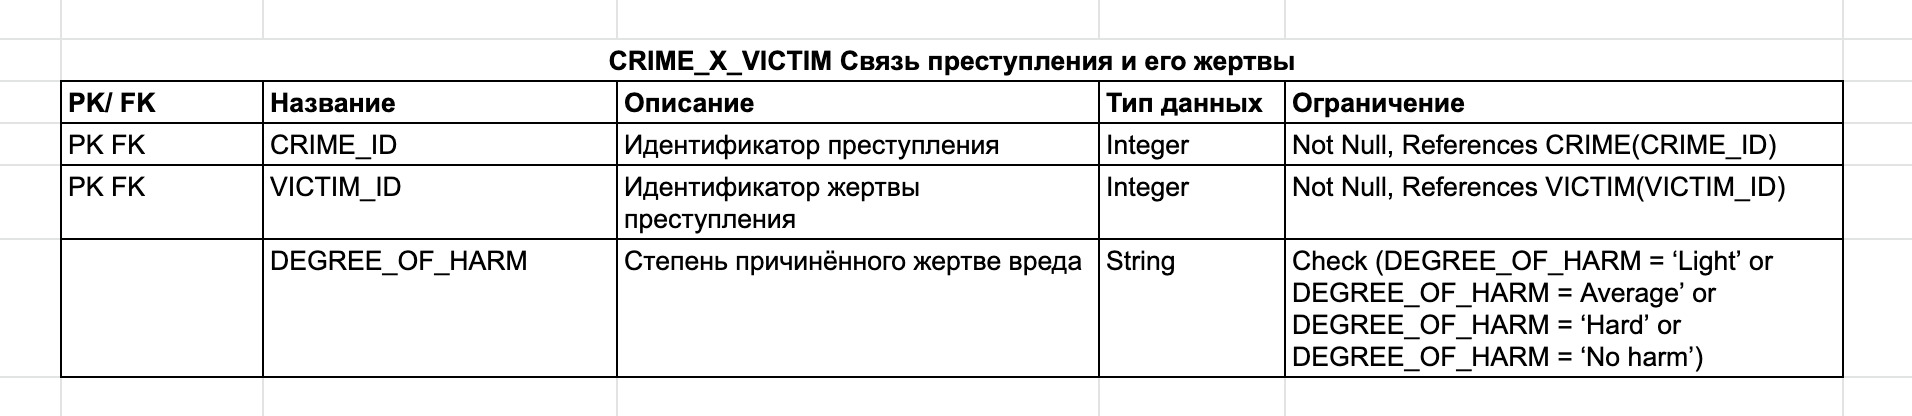 CRIME_X_VICTIM Связь преступления и его жертвы
PK/ FK Название Описание Тип данных Ограничение
PK FK CRIME_ID Идентификатор преступления Integer Not Null, References CRIME(CRIME_ID)
PK FK VICTIM_ID Идентификатор жертвы преступления Integer Not Null, References VICTIM(VICTIM_ID)
DEGREE_OF_HARM Степень причинённого жертве вреда String Check (DEGREE_OF_HARM = ‘Light’ or
DEGREE_OF_HARM = Average’ or
DEGREE_OF_HARM = ‘Hard’ or
DEGREE_OF_HARM = ‘No harm’)